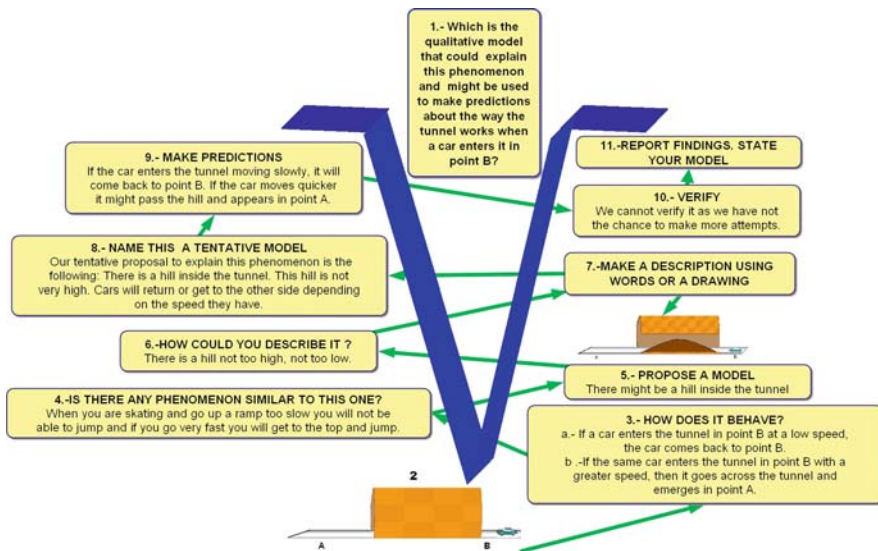 1.- Which is the
qualitative model
that could explain
this phenomenon
and might be used
to make predictions
about the way the
tunnel works when
a car enters it in
point B?
2
A
B
3.- HOW DOES IT BEHAVE?
a.- If a car enters the tunnel in point B at a low speed,
the car comes back to point B.
b .-If the same car enters the tunnel in point B with a
greater speed, then it goes across the tunnel and
emerges in point A.
4.-IS THERE ANY PHENOMENON SIMILAR TO THIS ONE?
When you are skating and go up a ramp too slow you will not be
able to jump and if you go very fast you will get to the top and jump.
5.- PROPOSE A MODEL
There might be a hill inside the tunnel
6.-HOW COULD YOU DESCRIBE IT ?
There is a hill not too high, not too low.
7.-MAKE A DESCRIPTION USING
WORDS OR A DRAWING
8.- NAME THIS A TENTATIVE MODEL
Our tentative proposal to explain this phenomenon is the
following: There is a hill inside the tunnel. This hill is not
very high. Cars will return or get to the other side depending
on the speed they have.
9.- MAKE PREDICTIONS
If the car enters the tunnel moving slowly, it will
come back to point B. If the car moves quicker
it might pass the hill and appears in point A.
10.- VERIFY
We cannot verify it as we have not
the chance to make more attempts.
11.-REPORT FINDINGS. STATE
YOUR MODEL